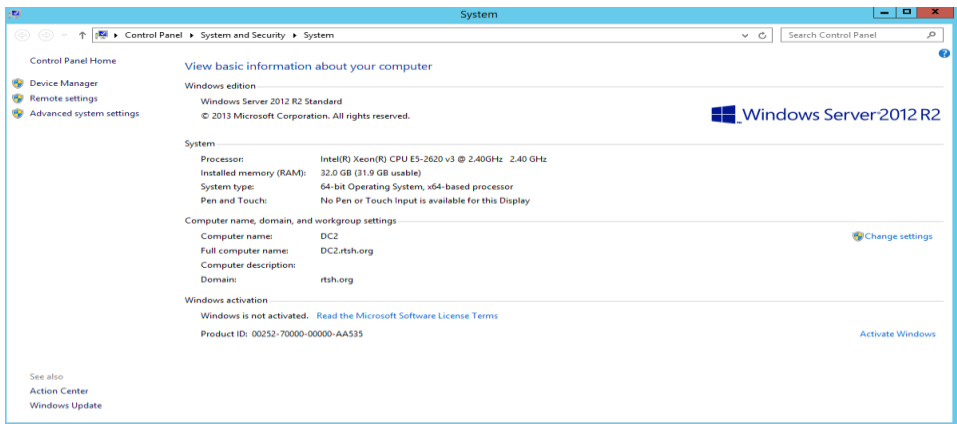 System
Control Panel ▸ System and Security ▸ System
Search Control Panel
Control Panel Home
Device Manager
Remote settings
Advanced system settings
See also
Action Center
Windows Update
View basic information about your computer
Windows edition
Windows Server 2012 R2 Standard
© 2013 Microsoft Corporation. All rights reserved.
Windows Server 2012 R2
System
Processor: Intel(R) Xeon(R) CPU E5-2620 v3 @ 2.40GHz 2.40 GHz
Installed memory (RAM): 32.0 GB (31.9 GB usable)
System type: 64-bit Operating System, x64-based processor
Pen and Touch: No Pen or Touch Input is available for this Display
Computer name, domain, and workgroup settings
Computer name: DC2
Change settings
Full computer name: DC2.rtsh.org
Computer description:
Domain: rtsh.org
Windows activation
Windows is not activated. Read the Microsoft Software License Terms
Product ID: 00252-70000-00000-AA535
Activate Windows